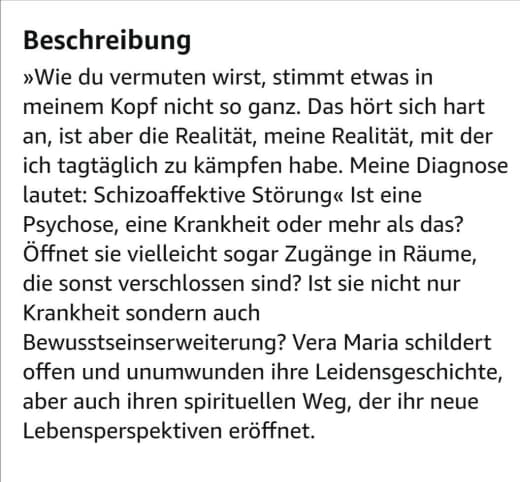 Beschreibung
»Wie du vermuten wirst, stimmt etwas in
meinem Kopf nicht so ganz. Das hört sich hart
an, ist aber die Realität, meine Realität, mit der
ich tagtäglich zu kämpfen habe. Meine Diagnose
lautet: Schizoaffektive Störung« Ist eine
Psychose, eine Krankheit oder mehr als das?
Öffnet sie vielleicht sogar Zugänge in Räume,
die sonst verschlossen sind? Ist sie nicht nur
Krankheit sondern auch
Bewusstseinserweiterung? Vera Maria schildert
offen und unumwunden ihre Leidensgeschichte,
aber auch ihren spirituellen Weg, der ihr neue
Lebensperspektiven eröffnet.